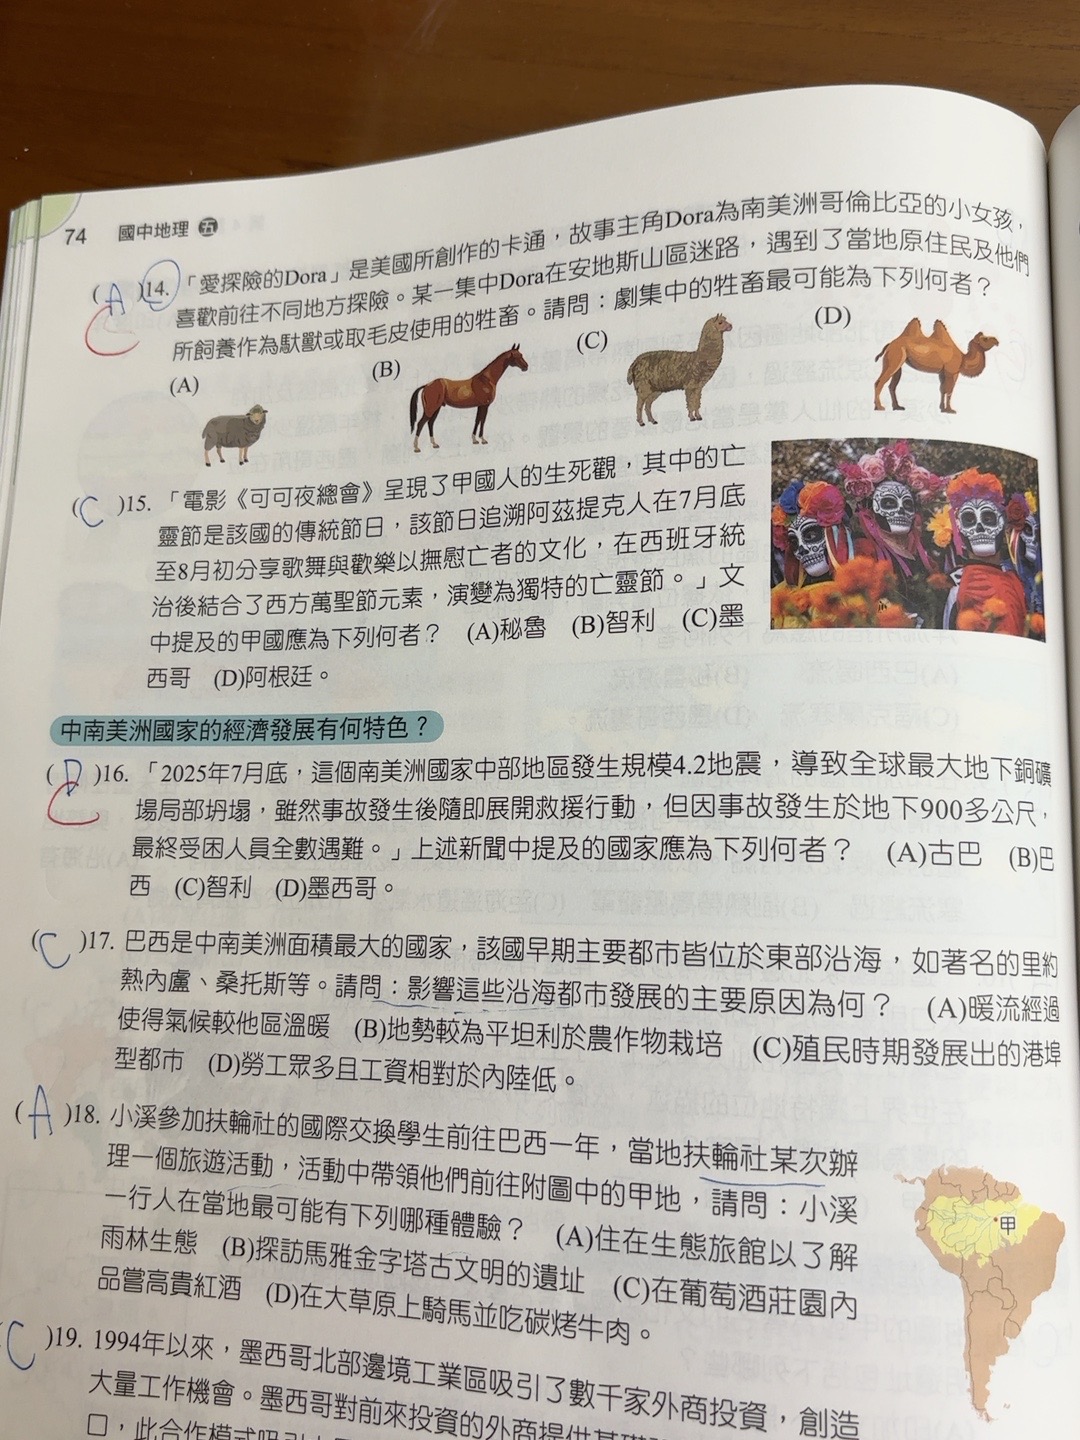 74 國中地理 五
(A)14.「愛探險的Dora」是美國所創作的卡通，故事主角Dora為南美洲哥倫比亞的小女孩，
C 喜歡前往不同地方探險。某一集中Dora在安地斯山區迷路，遇到了當地原住民及他們
所飼養作為馱獸或取毛皮使用的牲畜。請問：劇集中的牲畜最可能為下列何者？
(A) (B) (C) (D)
(C)15.「電影《可可夜總會》呈現了甲國人的生死觀，其中的亡
靈節是該國的傳統節日，該節日追溯阿茲提克人在7月底
至8月初分享歌舞與歡樂以撫慰亡者的文化，在西班牙統
治後結合了西方萬聖節元素，演變為獨特的亡靈節。」文
中提及的甲國應為下列何者？ (A)秘魯 (B)智利 (C)墨
西哥 (D)阿根廷。
中南美洲國家的經濟發展有何特色？
(D)16.「2025年7月底，這個南美洲國家中部地區發生規模4.2地震，導致全球最大地下銅礦
C 場局部坍塌，雖然事故發生後隨即展開救援行動，但因事故發生於地下900多公尺，
最終受困人員全數遇難。」上述新聞中提及的國家應為下列何者？ (A)古巴 (B)巴
西 (C)智利 (D)墨西哥。
(C)17.巴西是中南美洲面積最大的國家，該國早期主要都市皆位於東部沿海，如著名的里約
熱內盧、桑托斯等。請問：影響這些沿海都市發展的主要原因為何？ (A)暖流經過
使得氣候較他區溫暖 (B)地勢較為平坦利於農作物栽培 (C)殖民時期發展出的港埠
型都市 (D)勞工眾多且工資相對於內陸低。
(A)18.小溪參加扶輪社的國際交換學生前往巴西一年，當地扶輪社某次辦
理一個旅遊活動，活動中帶領他們前往附圖中的甲地，請問：小溪
一行人在當地最可能有下列哪種體驗？ (A)住在生態旅館以了解
雨林生態 (B)探訪馬雅金字塔古文明的遺址 (C)在葡萄酒莊園內
品嘗高貴紅酒 (D)在大草原上騎馬並吃碳烤牛肉。
甲
(C)19.1994年以來，墨西哥北部邊境工業區吸引了數千家外商投資，創造
大量工作機會。墨西哥對前來投資的外商提供基礎
口，此合作模式吸引